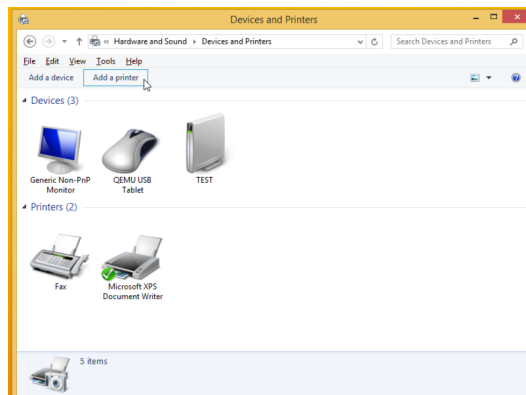 Devices and Printers
« Hardware and Sound Devices and Printers
Search Devices and Printers
File Edit View Tools Help
Add a device Add a printer
Devices (3)
Generic Non-PnP
Monitor
QEMU USB
Tablet
TEST
Printers (2)
Fax
Microsoft XPS
Document Writer
5 items